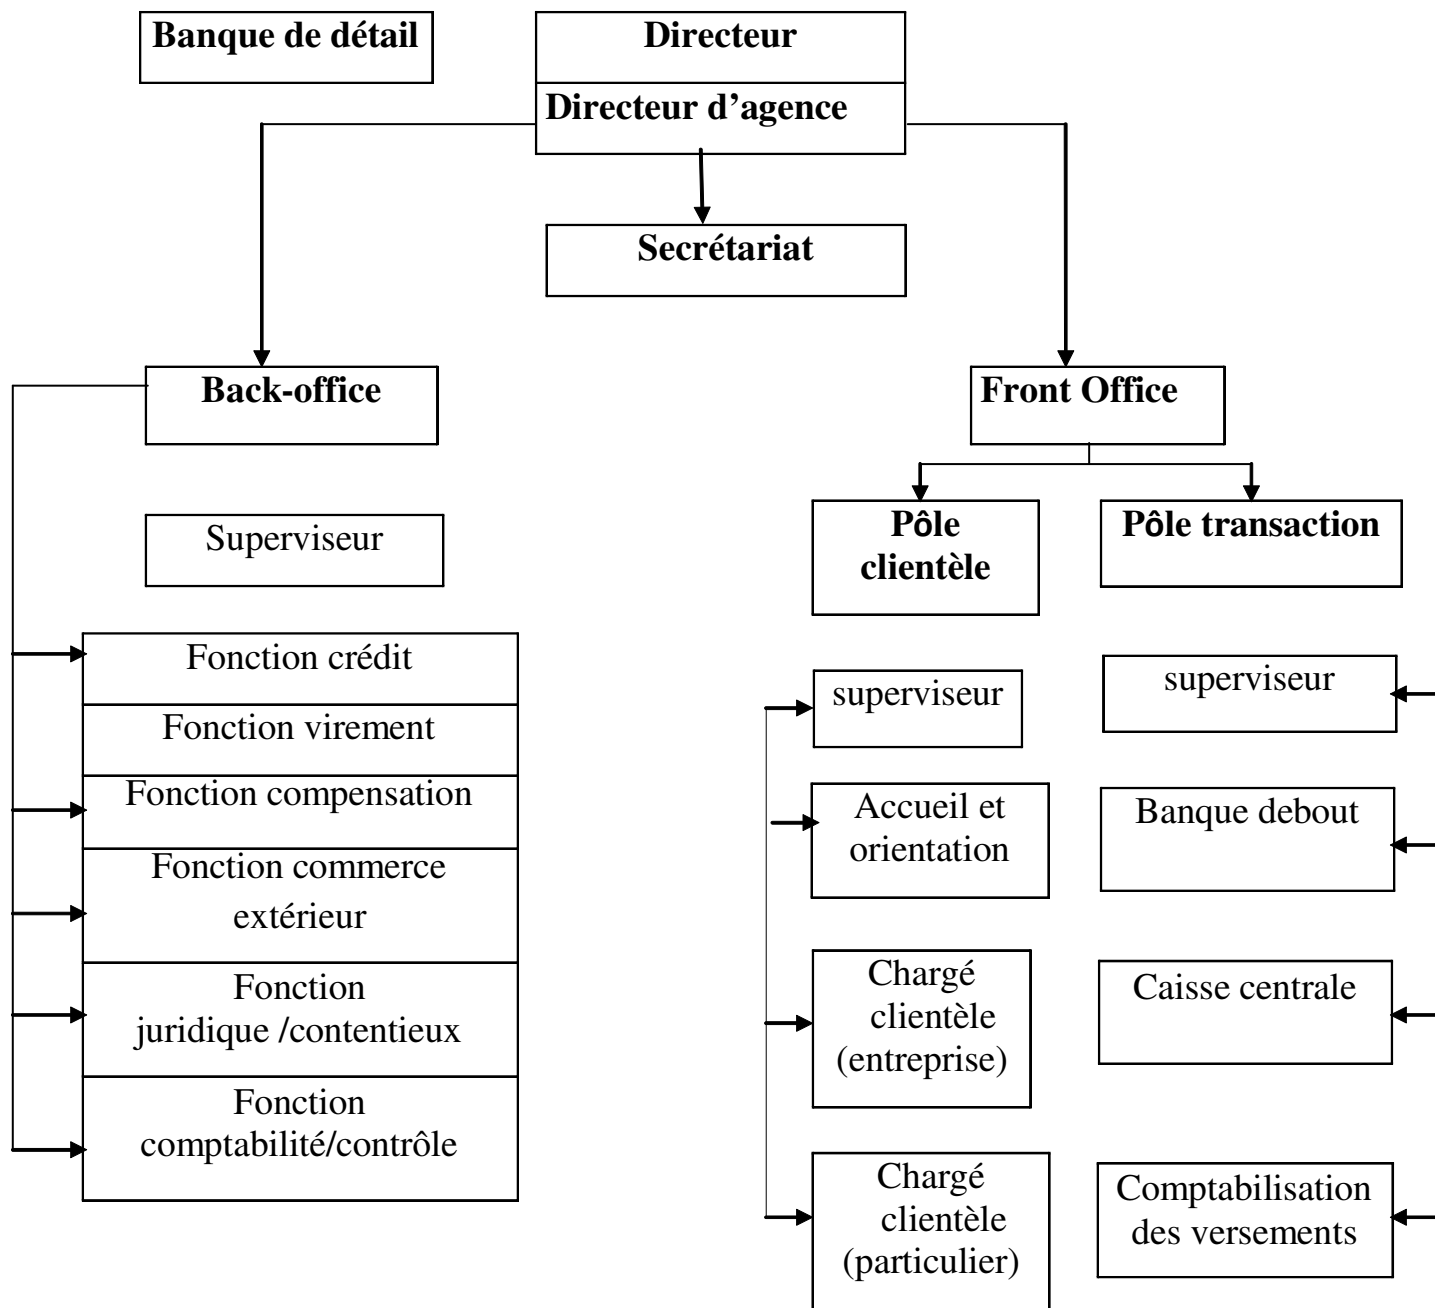 Banque de détail
Directeur
Directeur d’agence
Secrétariat
Back-office
Front Office
Superviseur
Fonction crédit
Fonction virement
Fonction compensation
Fonction commerce
extérieur
Fonction
juridique /contentieux
Fonction
comptabilité/contrôle
Pôle
clientèle
superviseur
Accueil et
orientation
Chargé
clientèle
(entreprise)
Chargé
clientèle
(particulier)
Pôle transaction
superviseur
Banque debout
Caisse centrale
Comptabilisation
des versements